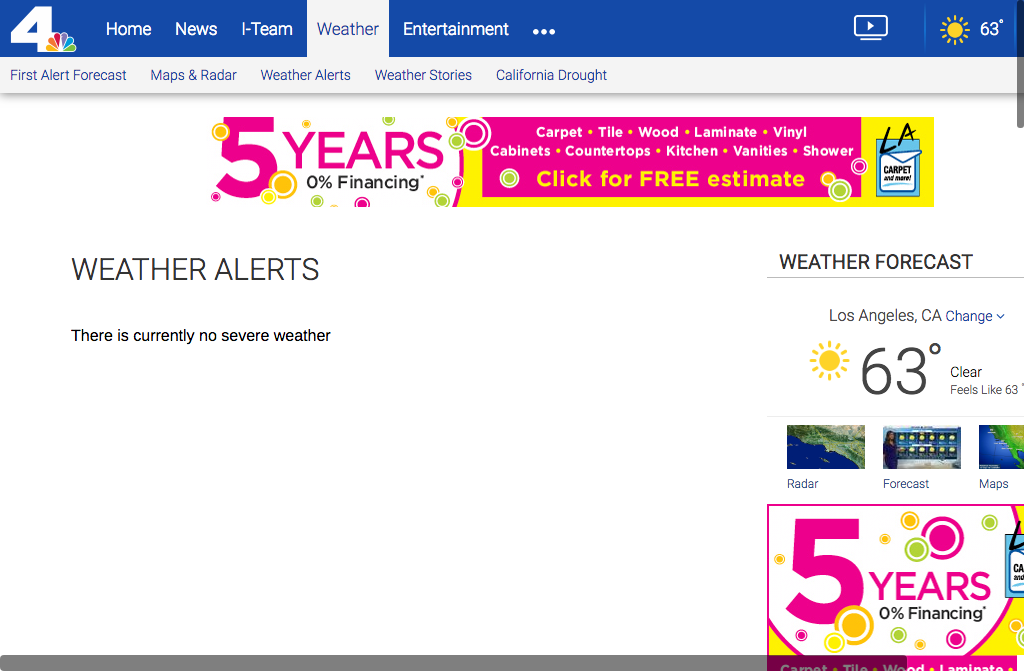 4
Home
News
I-Team
Weather
Entertainment
63°
First Alert Forecast
Maps & Radar
Weather Alerts
Weather Stories
California Drought
5 YEARS
0% Financing*
Carpet • Tile • Wood • Laminate • Vinyl
Cabinets • Countertops • Kitchen • Vanities • Shower
Click for FREE estimate
LA
CARPET
and more!
WEATHER ALERTS
There is currently no severe weather
WEATHER FORECAST
Los Angeles, CA Change
63°
Clear
Feels Like 63 °
Radar
Forecast
Maps
5 YEARS
0% Financing*
CA
and
Carpet • Tile • Wood • Laminate •